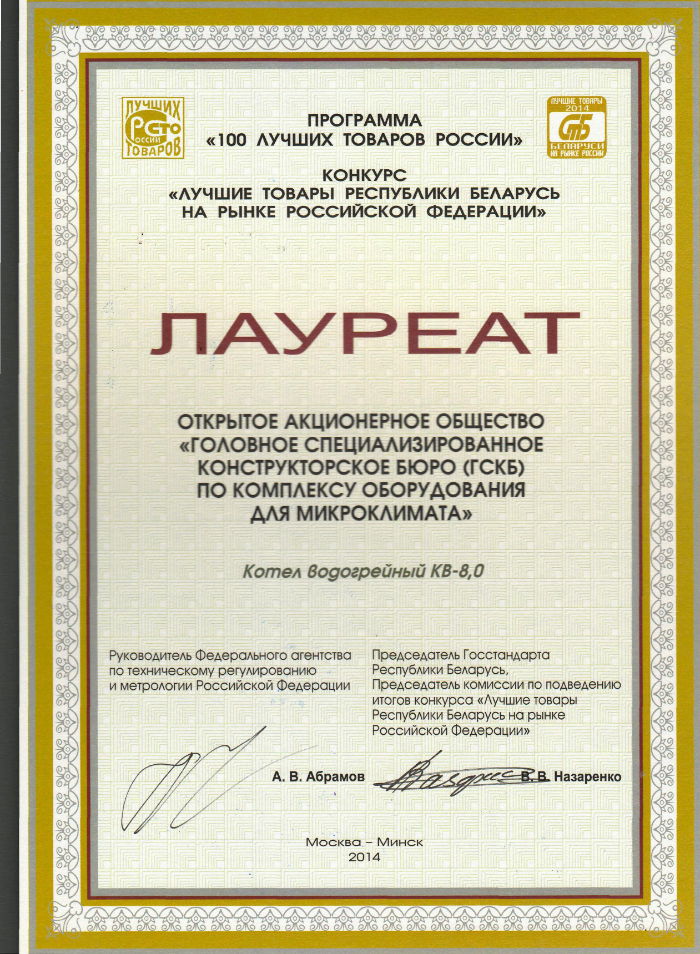 ЛУЧШИХ
СТО
РОССИИ
ТОВАРОВ
ЛУЧШИЕ ТОВАРЫ
2014
СПБ
БЕЛАРУСИ
НА РЫНКЕ РОССИИ
ПРОГРАММА
«100 ЛУЧШИХ ТОВАРОВ РОССИИ»
КОНКУРС
«ЛУЧШИЕ ТОВАРЫ РЕСПУБЛИКИ БЕЛАРУСЬ
НА РЫНКЕ РОССИЙСКОЙ ФЕДЕРАЦИИ»
ЛАУРЕАТ
ОТКРЫТОЕ АКЦИОНЕРНОЕ ОБЩЕСТВО
«ГОЛОВНОЕ СПЕЦИАЛИЗИРОВАННОЕ
КОНСТРУКТОРСКОЕ БЮРО (ГСКБ)
ПО КОМПЛЕКСУ ОБОРУДОВАНИЯ
ДЛЯ МИКРОКЛИМАТА»
Котел водогрейный КВ-8,0
Руководитель Федерального агентства
по техническому регулированию
и метрологии Российской Федерации
А. В. Абрамов
Председатель Госстандарта
Республики Беларусь,
Председатель комиссии по подведению
итогов конкурса «Лучшие товары
Республики Беларусь на рынке
Российской Федерации»
В. В. Назаренко
Москва – Минск
2014